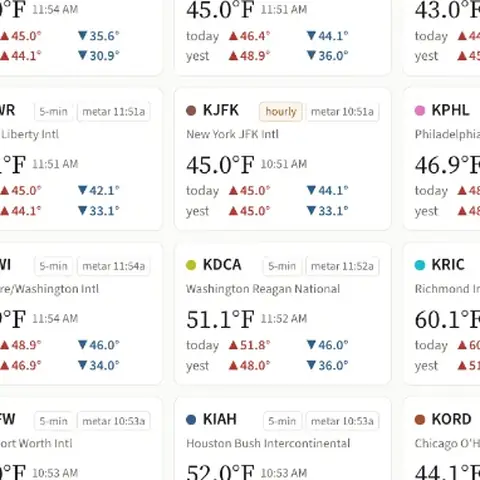 0°F 11:54 AM 45.0°F 11:51 AM 43.0°F
▲45.0° ▼35.6° today ▲46.4° ▼44.1° today
▲44.1° ▼30.9° yest ▲48.9° ▼36.0° yest
WR 5-min metar 11:51a KJFK hourly metar 10:51a KPHL
Liberty Intl New York JFK Intl Philadelphia
°F 11:51 AM 45.0°F 10:51 AM 46.9°F
▲45.0° ▼42.1° today ▲45.0° ▼44.1° today ▲48
▲44.1° ▼33.1° yest ▲45.0° ▼33.1° yest
WI 5-min metar 11:54a KDCA 5-min metar 11:52a KRIC
re/Washington Intl Washington Reagan National Richmond
°F 11:54 AM 51.1°F 11:52 AM 60.1°F
▲48.9° ▼46.0° today ▲51.8° ▼46.0° today ▲60
▲46.9° ▼34.0° yest ▲48.0° ▼36.0° yest ▲51
FW 5-min metar 10:53a KIAH 5-min metar 10:53a KORD
ort Worth Intl Houston Bush Intercontinental Chicago O'H
°F 10:53 AM 52.0°F 10:53 AM 44.1°F